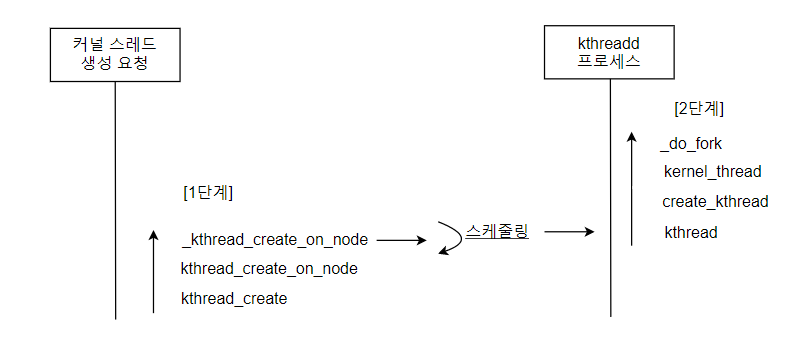 커널 스레드
생성 요청
kthreadd
프로세스
[2단계]
_do_fork
kernel_thread
create_kthread
kthread
[1단계]
_kthread_create_on_node
스케줄링
kthread_create_on_node
kthread_create